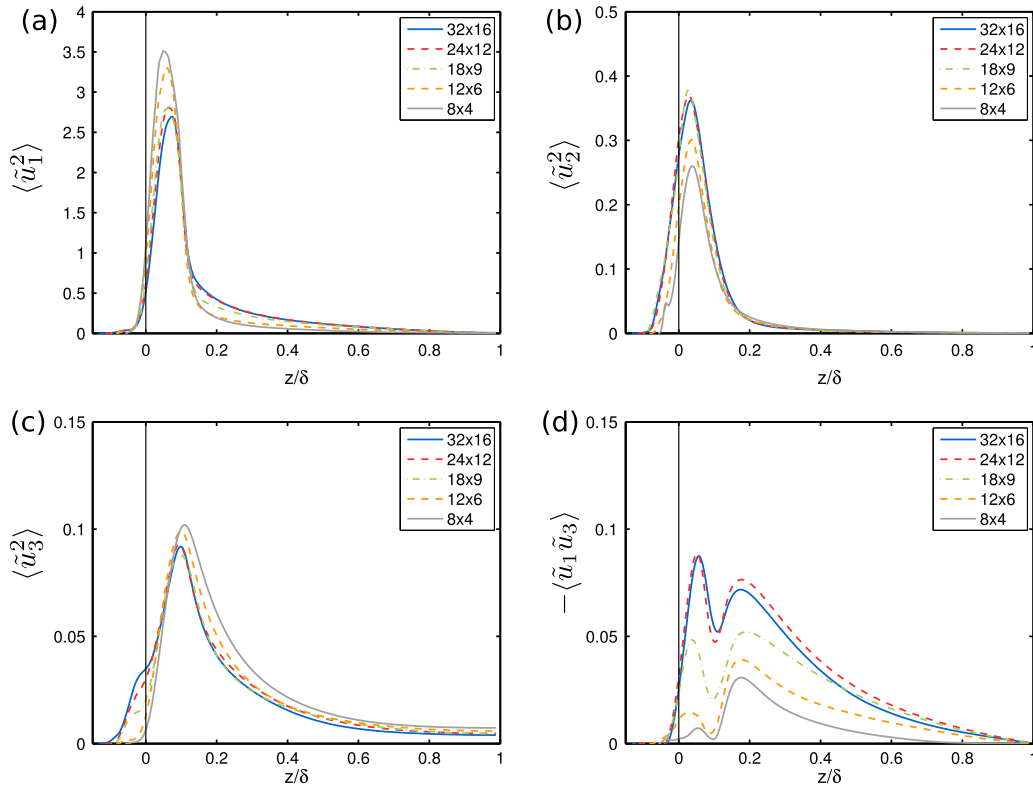 (a)
4
3.5
3
2.5
2
1.5
1
0.5
0
⟨ũ₁²⟩
0 0.2 0.4 0.6 0.8 1
z/δ
32x16
24x12
18x9
12x6
8x4
(b)
0.5
0.4
0.3
0.2
0.1
0
⟨ũ₂²⟩
0 0.2 0.4 0.6 0.8 1
z/δ
32x16
24x12
18x9
12x6
8x4
(c)
0.15
0.1
0.05
0
⟨ũ₃²⟩
0 0.2 0.4 0.6 0.8 1
z/δ
32x16
24x12
18x9
12x6
8x4
(d)
0.15
0.1
0.05
0
−⟨ũ₁ũ₃⟩
0 0.2 0.4 0.6 0.8 1
z/δ
32x16
24x12
18x9
12x6
8x4